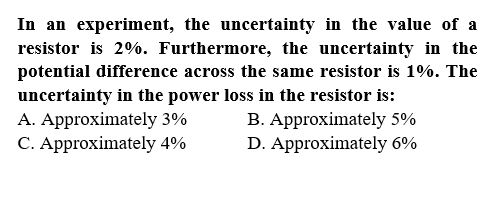 In an experiment, the uncertainty in the value of a
resistor is 2%. Furthermore, the uncertainty in the
potential difference across the same resistor is 1%. The
uncertainty in the power loss in the resistor is:
A. Approximately 3% B. Approximately 5%
C. Approximately 4% D. Approximately 6%